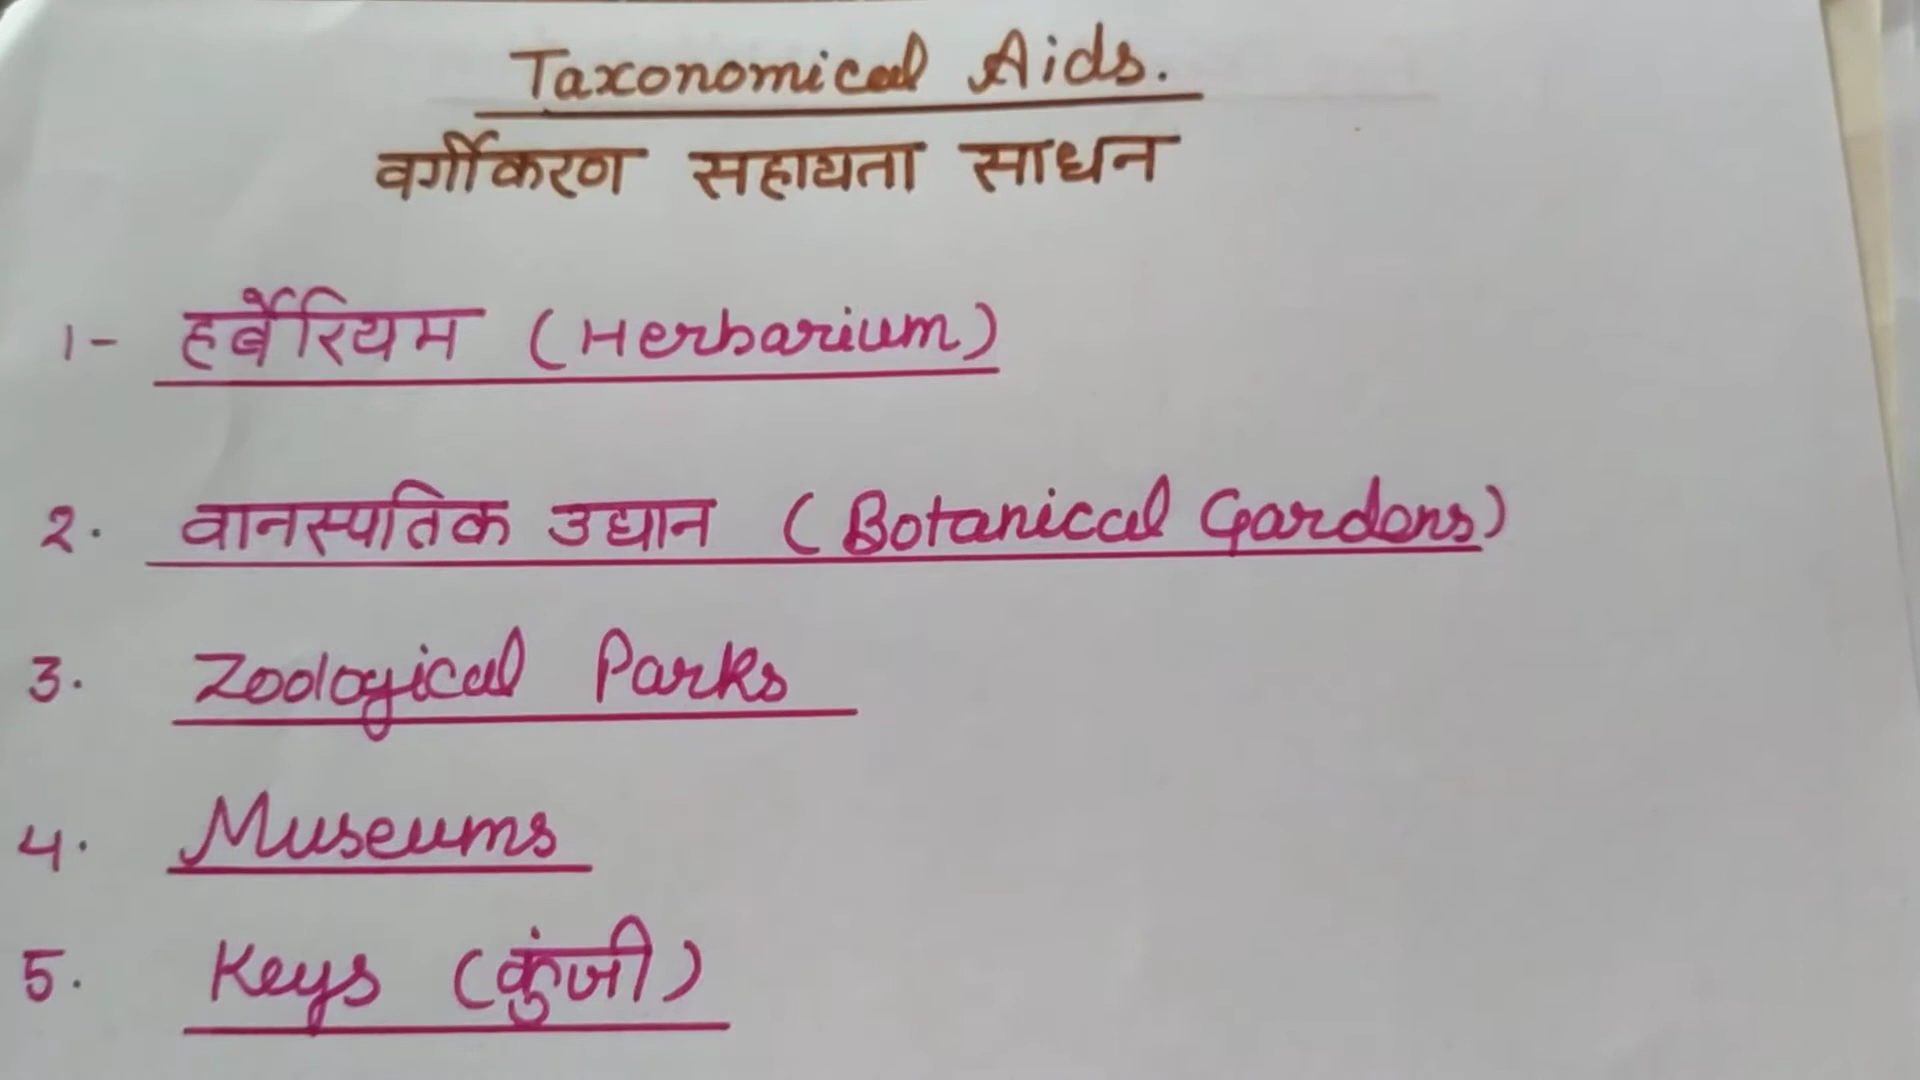 Taxonomical Aids.
वर्गीकरण सहायता साधन
1- हर्बेरियम (Herbarium)
2. वानस्पतिक उद्यान (Botanical Gardens)
3. Zoological Parks
4. Museums
5. Keys (कुंजी)